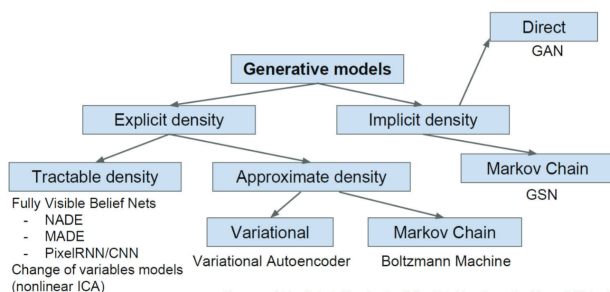 Direct
GAN
Generative models
Explicit density
Implicit density
Tractable density
Approximate density
Markov Chain
GSN
Fully Visible Belief Nets
- NADE
- MADE
- PixelRNN/CNN
Change of variables models
(nonlinear ICA)
Variational
Markov Chain
Variational Autoencoder
Boltzmann Machine